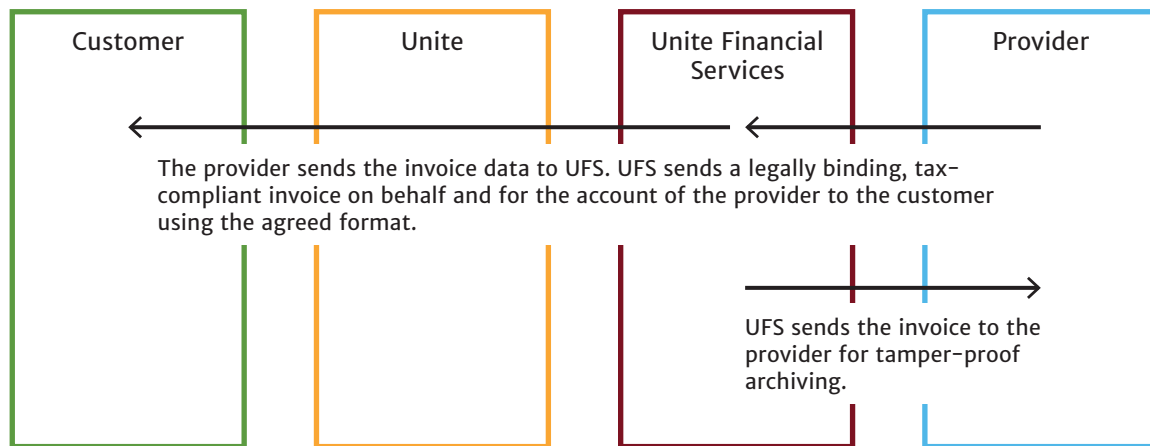 Customer
Unite
Unite Financial
Services
Provider
The provider sends the invoice data to UFS. UFS sends a legally binding, tax-
compliant invoice on behalf and for the account of the provider to the customer
using the agreed format.
UFS sends the invoice to the
provider for tamper-proof
archiving.